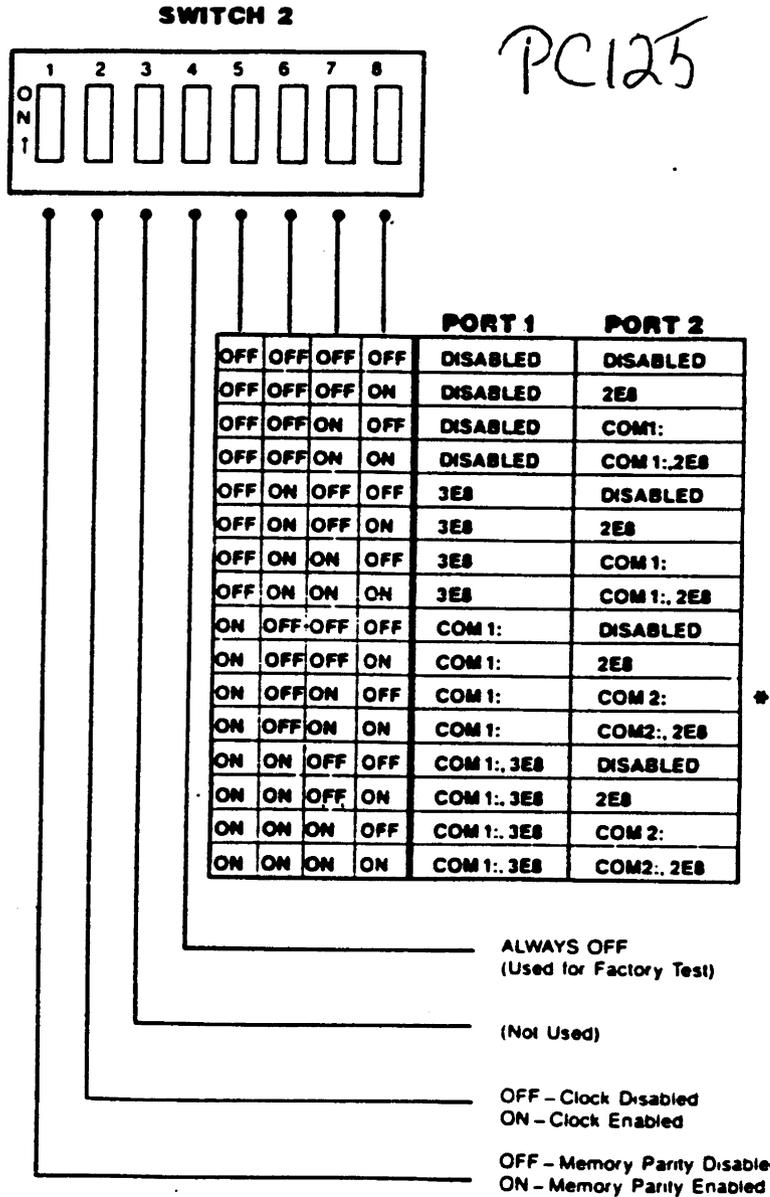 SWITCH 2
PC125
1 2 3 4 5 6 7 8
O
N
↑
PORT 1 PORT 2
OFF OFF OFF OFF DISABLED DISABLED
OFF OFF OFF ON DISABLED 2E8
OFF OFF ON OFF DISABLED COM1:
OFF OFF ON ON DISABLED COM 1:,2E8
OFF ON OFF OFF 3E8 DISABLED
OFF ON OFF ON 3E8 2E8
OFF ON ON OFF 3E8 COM 1:
OFF ON ON ON 3E8 COM 1:, 2E8
ON OFF OFF OFF COM 1: DISABLED
ON OFF OFF ON COM 1: 2E8
ON OFF ON OFF COM 1: COM 2: *
ON OFF ON ON COM 1: COM2:, 2E8
ON ON OFF OFF COM 1:, 3E8 DISABLED
ON ON OFF ON COM 1:, 3E8 2E8
ON ON ON OFF COM 1:, 3E8 COM 2:
ON ON ON ON COM 1:, 3E8 COM2:, 2E8
ALWAYS OFF
(Used for Factory Test)
(Not Used)
OFF – Clock Disabled
ON – Clock Enabled
OFF – Memory Parity Disable
ON – Memory Parity Enabled